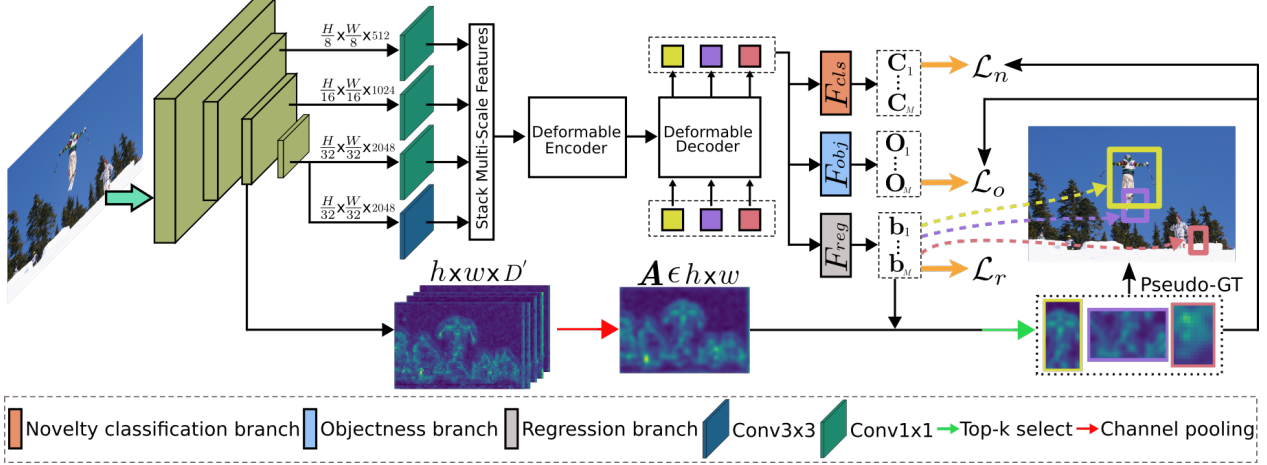 H/8 x W/8 x 512
H/16 x W/16 x 1024
H/32 x W/32 x 2048
H/32 x W/32 x 2048
Stack Multi-Scale Features
Deformable
Encoder
Deformable
Decoder
F_cls
F_obj
F_reg
C_1
⋮
C_M
O_1
⋮
O_M
b_1
⋮
b_M
ℒ_n
ℒ_o
ℒ_r
Pseudo-GT
h x w x D′
A ϵ h x w
Novelty classification branch
Objectness branch
Regression branch
Conv3x3
Conv1x1
Top-k select
Channel pooling